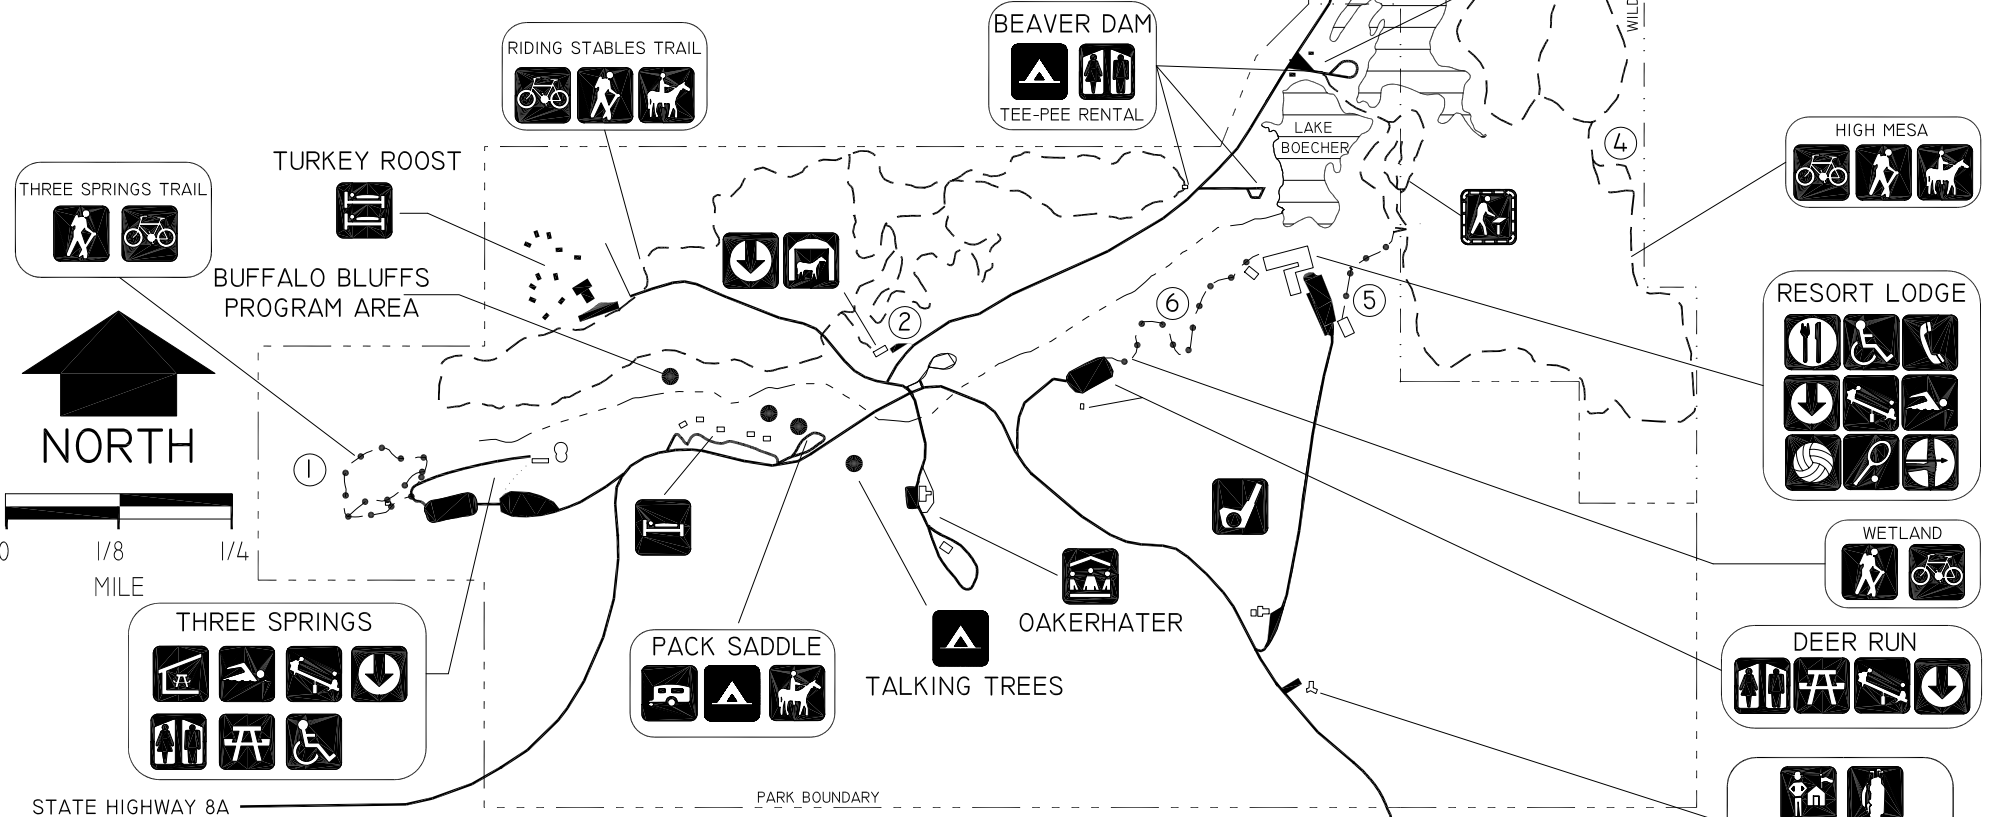 WILD
BEAVER DAM
TEE-PEE RENTAL
RIDING STABLES TRAIL
LAKE
BOECHER
4
HIGH MESA
TURKEY ROOST
THREE SPRINGS TRAIL
BUFFALO BLUFFS
PROGRAM AREA
2
6
5
RESORT LODGE
NORTH
1
0 1/8 1/4
MILE
WETLAND
THREE SPRINGS
OAKERHATER
PACK SADDLE
DEER RUN
TALKING TREES
STATE HIGHWAY 8A
PARK BOUNDARY